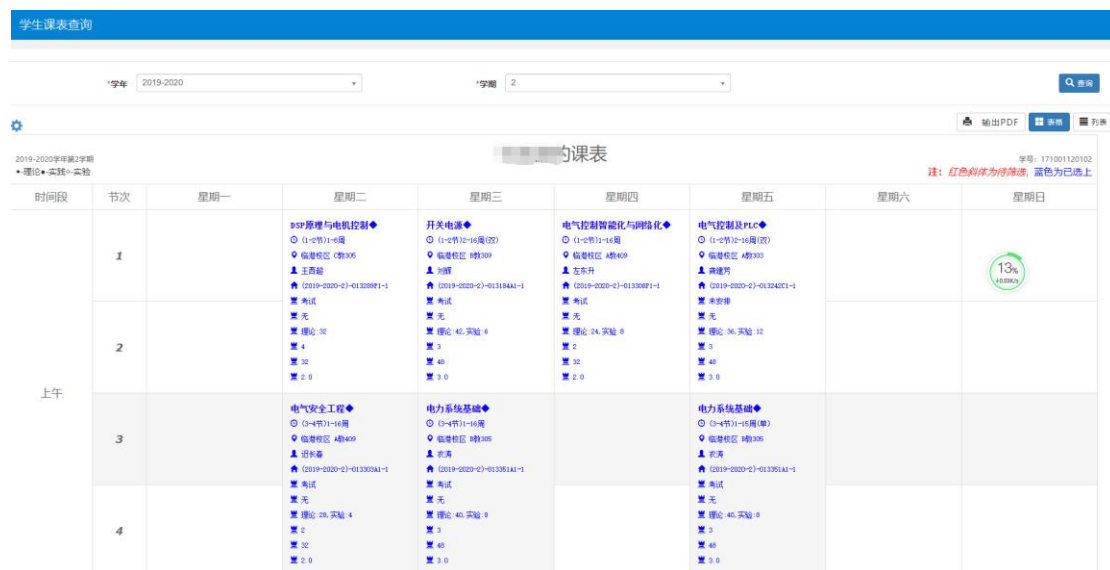 学生课表查询
*学年 2019-2020 *学期 2 查询
输出PDF 表格 列表
2019-2020学年第2学期 的课表 学号：171001120102
注：红色斜体为待筛选, 蓝色为已选上
时间段 节次 星期一 星期二 星期三 星期四 星期五 星期六 星期日
上午
1
2
DSP原理与电机控制◆
(1-2节)1-8周
临港校区 C教305
王西超
(2019-2020-2)-013289P1-1
考试
无
理论:32
4
32
2.0
开关电源◆
(1-2节)2-16周(双)
临港校区 B教309
刘辉
(2019-2020-2)-013184A1-1
考试
无
理论:42,实验:6
3
48
3.0
电气控制智能化与网络化◆
(1-2节)1-16周
临港校区 A教409
左东升
(2019-2020-2)-013308P1-1
考试
无
理论:24,实验:8
2
32
2.0
电气控制及PLC◆
(1-2节)2-16周(双)
临港校区 A教303
龚建芳
(2019-2020-2)-013242C1-1
未安排
无
理论:36,实验:12
3
48
3.0
13%
3
4
电气安全工程◆
(3-4节)1-16周
临港校区 A教409
迟长春
(2019-2020-2)-013303A1-1
考试
无
理论:28,实验:4
2
32
2.0
电力系统基础◆
(3-4节)1-16周
临港校区 B教305
衣涛
(2019-2020-2)-013351A1-1
考试
无
理论:40,实验:8
3
48
3.0
电力系统基础◆
(3-4节)1-15周(单)
临港校区 B教305
衣涛
(2019-2020-2)-013351A1-1
考试
无
理论:40,实验:8
3
48
3.0